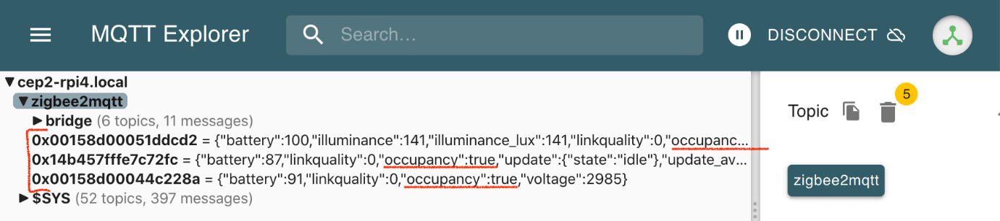 MQTT Explorer
Search...
DISCONNECT
▼cep2-rpi4.local
▼zigbee2mqtt
▶bridge (6 topics, 11 messages)
0x00158d00051ddcd2 = {"battery":100,"illuminance":141,"illuminance_lux":141,"linkquality":0,"occupanc...
0x14b457fffe7c72fc = {"battery":87,"linkquality":0,"occupancy":true,"update":{"state":"idle"},"update_av...
0x00158d00044c228a = {"battery":91,"linkquality":0,"occupancy":true,"voltage":2985}
▶$SYS (52 topics, 397 messages)
Topic
5
zigbee2mqtt